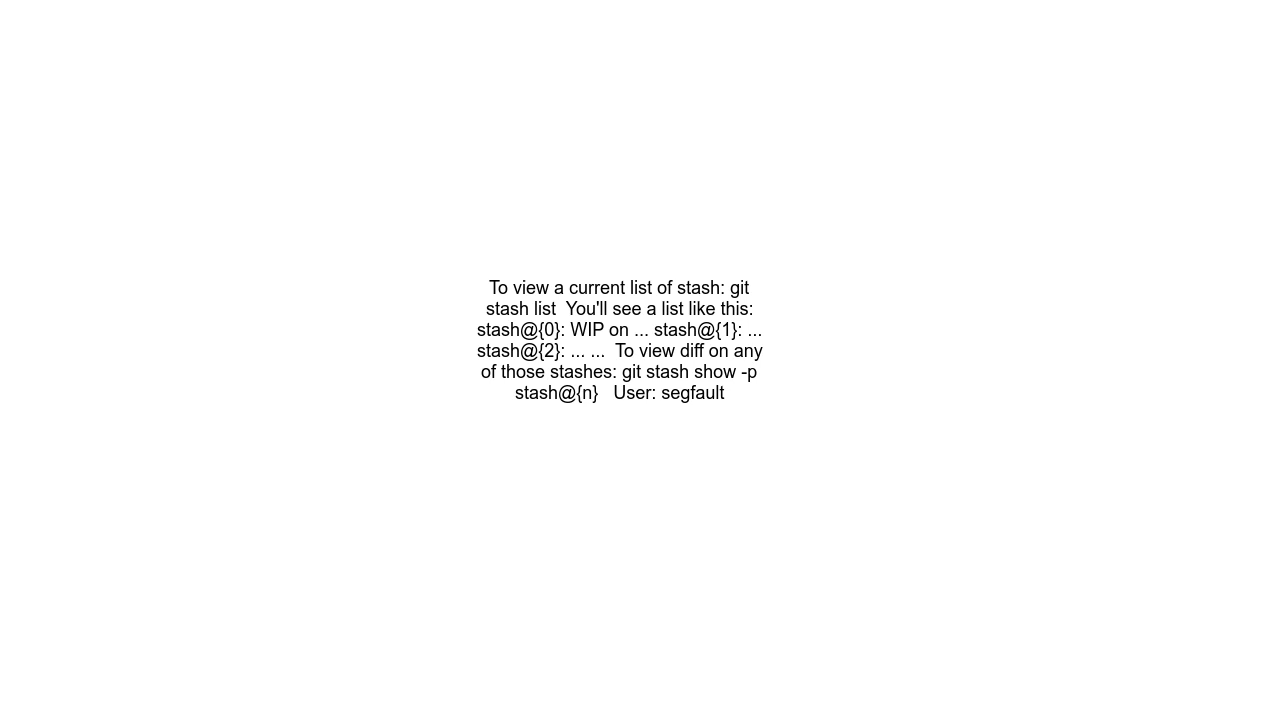 To view a current list of stash: git
stash list  You'll see a list like this:
stash@{0}: WIP on ... stash@{1}: ...
stash@{2}: ... ...  To view diff on any
of those stashes: git stash show -p
stash@{n}   User: segfault